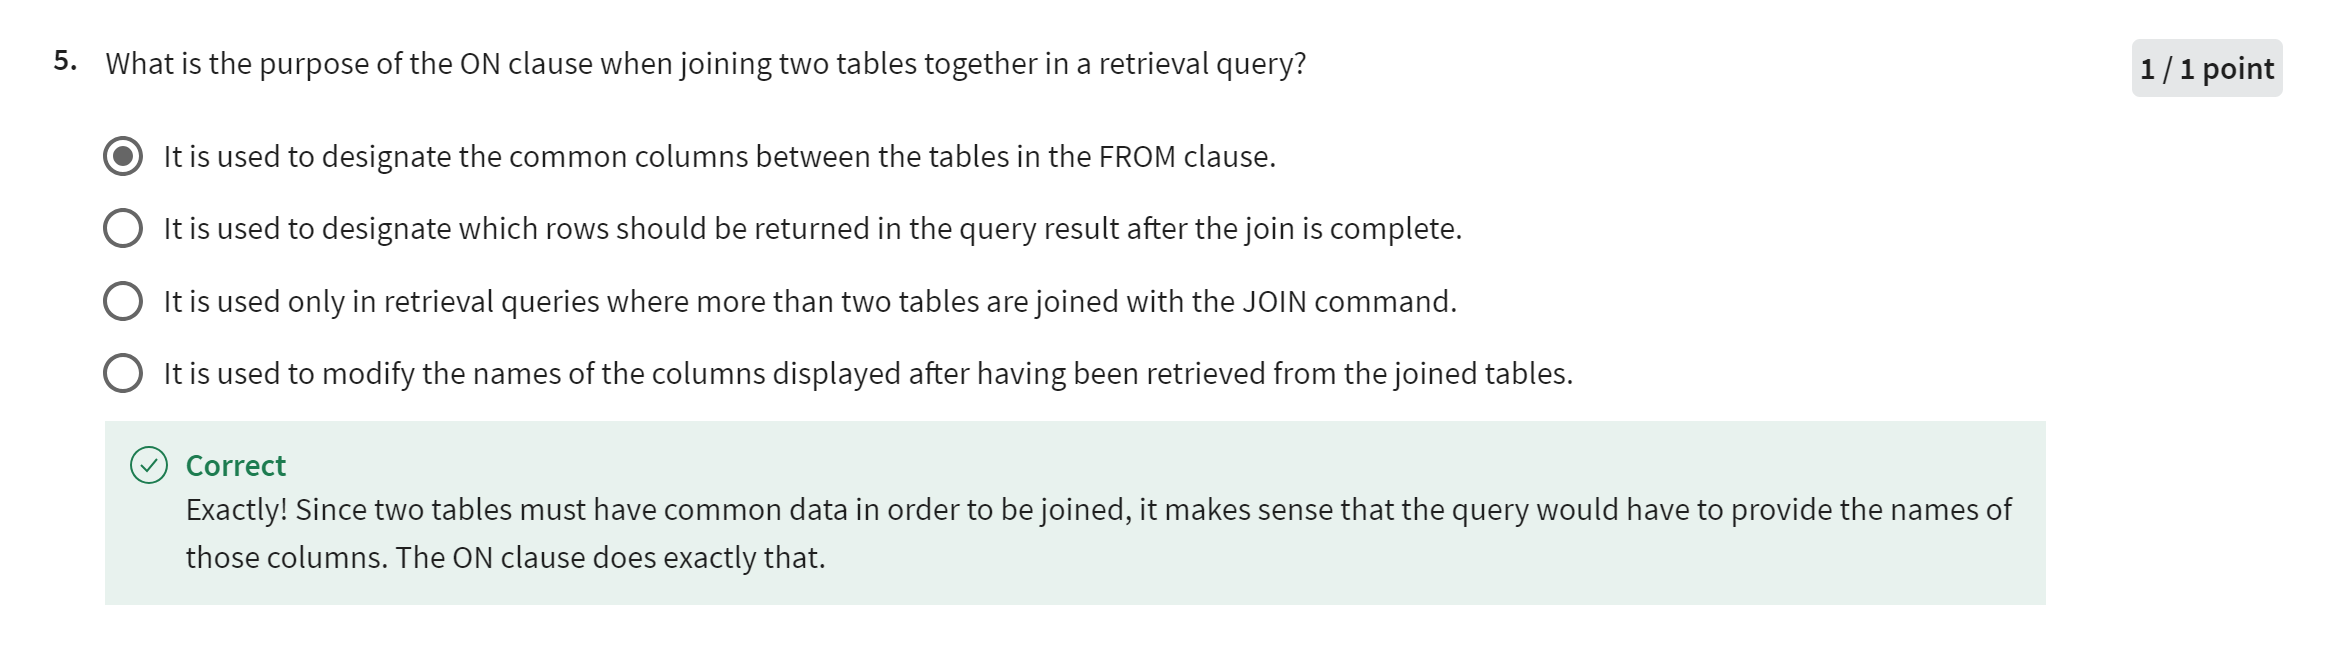 5. What is the purpose of the ON clause when joining two tables together in a retrieval query?
1 / 1 point
It is used to designate the common columns between the tables in the FROM clause.
It is used to designate which rows should be returned in the query result after the join is complete.
It is used only in retrieval queries where more than two tables are joined with the JOIN command.
It is used to modify the names of the columns displayed after having been retrieved from the joined tables.
Correct
Exactly! Since two tables must have common data in order to be joined, it makes sense that the query would have to provide the names of
those columns. The ON clause does exactly that.